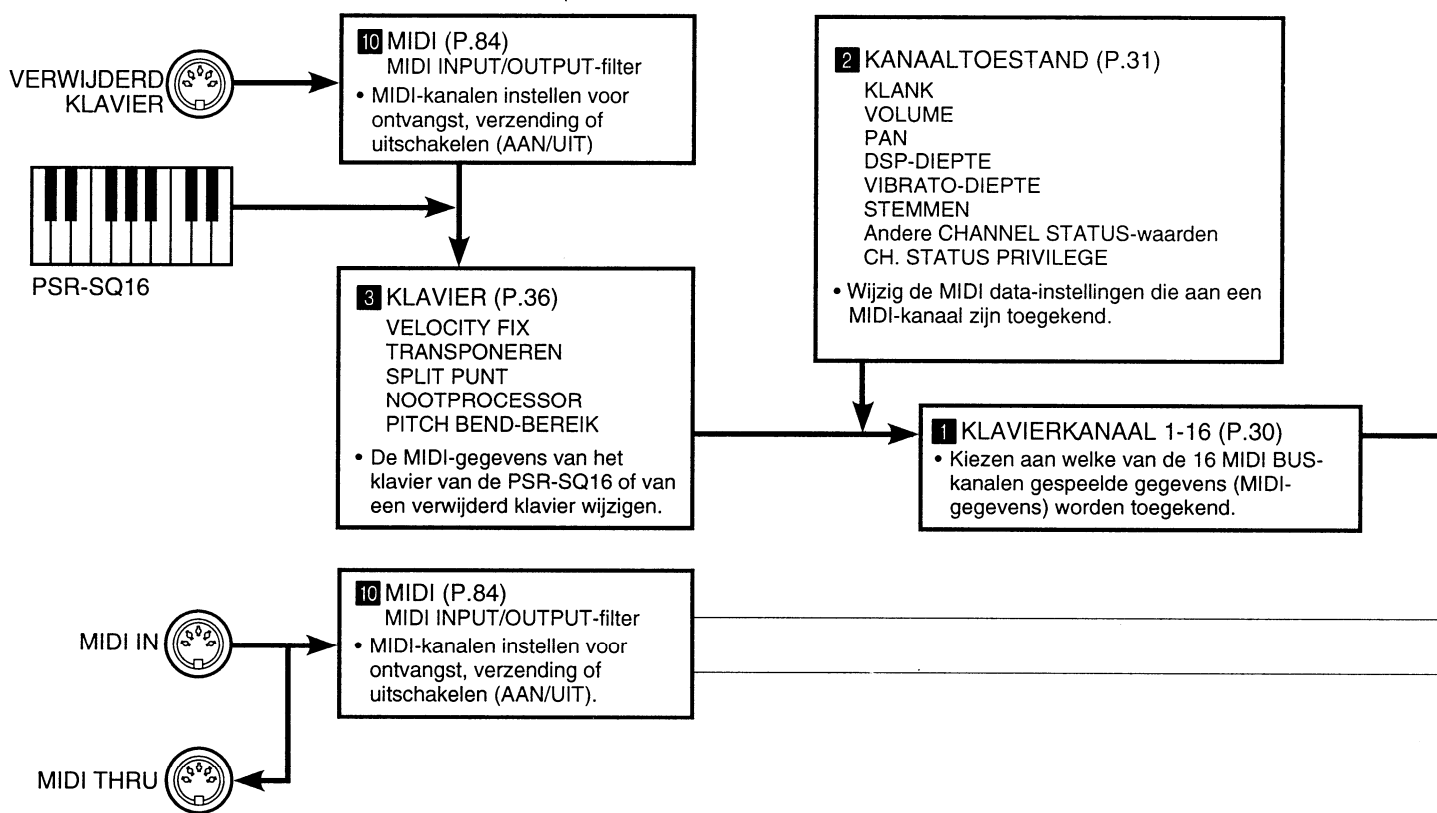 VERWIJDERD
KLAVIER
10 MIDI (P.84)
MIDI INPUT/OUTPUT-filter
• MIDI-kanalen instellen voor
ontvangst, verzending of
uitschakelen (AAN/UIT)
PSR-SQ16
3 KLAVIER (P.36)
VELOCITY FIX
TRANSPONEREN
SPLIT PUNT
NOOTPROCESSOR
PITCH BEND-BEREIK
• De MIDI-gegevens van het
klavier van de PSR-SQ16 of van
een verwijderd klavier wijzigen.
2 KANAALTOESTAND (P.31)
KLANK
VOLUME
PAN
DSP-DIEPTE
VIBRATO-DIEPTE
STEMMEN
Andere CHANNEL STATUS-waarden
CH. STATUS PRIVILEGE
• Wijzig de MIDI data-instellingen die aan een
MIDI-kanaal zijn toegekend.
1 KLAVIERKANAAL 1-16 (P.30)
• Kiezen aan welke van de 16 MIDI BUS-
kanalen gespeelde gegevens (MIDI-
gegevens) worden toegekend.
MIDI IN
10 MIDI (P.84)
MIDI INPUT/OUTPUT-filter
• MIDI-kanalen instellen voor
ontvangst, verzending of
uitschakelen (AAN/UIT).
MIDI THRU